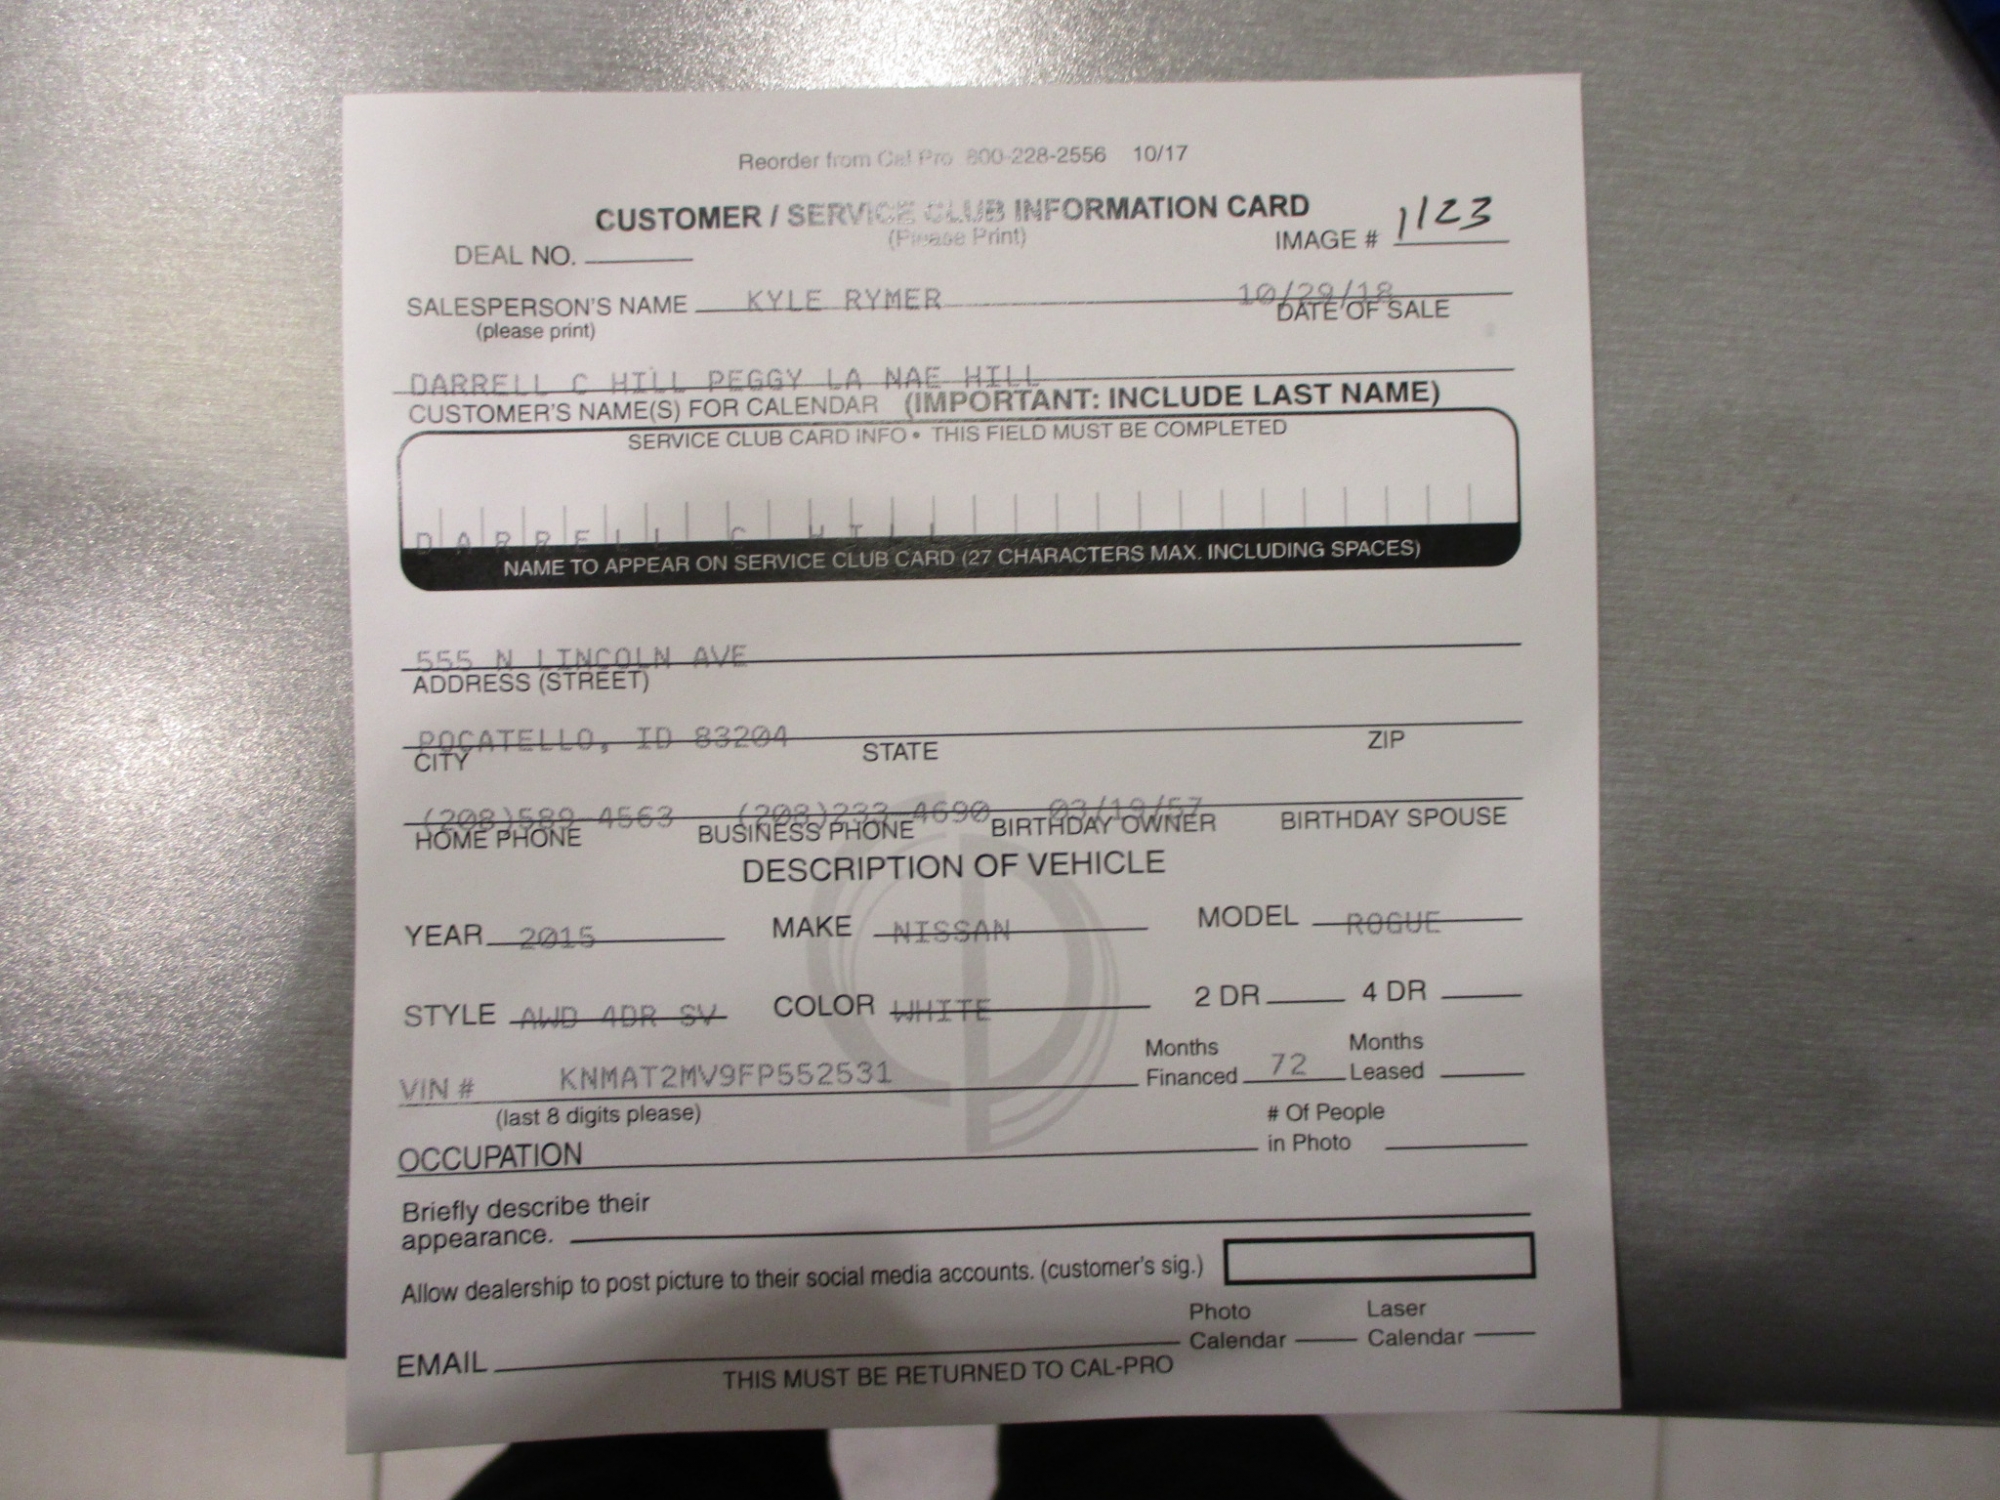 Reorder from Cal Pro 800-228-2556 10/17
CUSTOMER / SERVICE CLUB INFORMATION CARD
(Please Print)
DEAL NO. IMAGE # 1123
SALESPERSON'S NAME KYLE RYMER 10/29/18
(please print) DATE OF SALE
DARRELL C HILL PEGGY LA NAE HILL
CUSTOMER'S NAME(S) FOR CALENDAR (IMPORTANT: INCLUDE LAST NAME)
SERVICE CLUB CARD INFO • THIS FIELD MUST BE COMPLETED
DARRELL C HILL
NAME TO APPEAR ON SERVICE CLUB CARD (27 CHARACTERS MAX. INCLUDING SPACES)
555 N LINCOLN AVE
ADDRESS (STREET)
POCATELLO, ID 83204
CITY STATE ZIP
(208)589-4563 (208)233-4690 03/19/57
HOME PHONE BUSINESS PHONE BIRTHDAY OWNER BIRTHDAY SPOUSE
DESCRIPTION OF VEHICLE
YEAR 2015 MAKE NISSAN MODEL ROGUE
STYLE AWD 4DR SV COLOR WHITE 2 DR 4 DR
VIN # KNMAT2MV9FP552531 Months Financed 72 Months Leased
(last 8 digits please)
OCCUPATION # Of People in Photo
Briefly describe their
appearance.
Allow dealership to post picture to their social media accounts. (customer's sig.)
EMAIL Photo Calendar Laser Calendar
THIS MUST BE RETURNED TO CAL-PRO